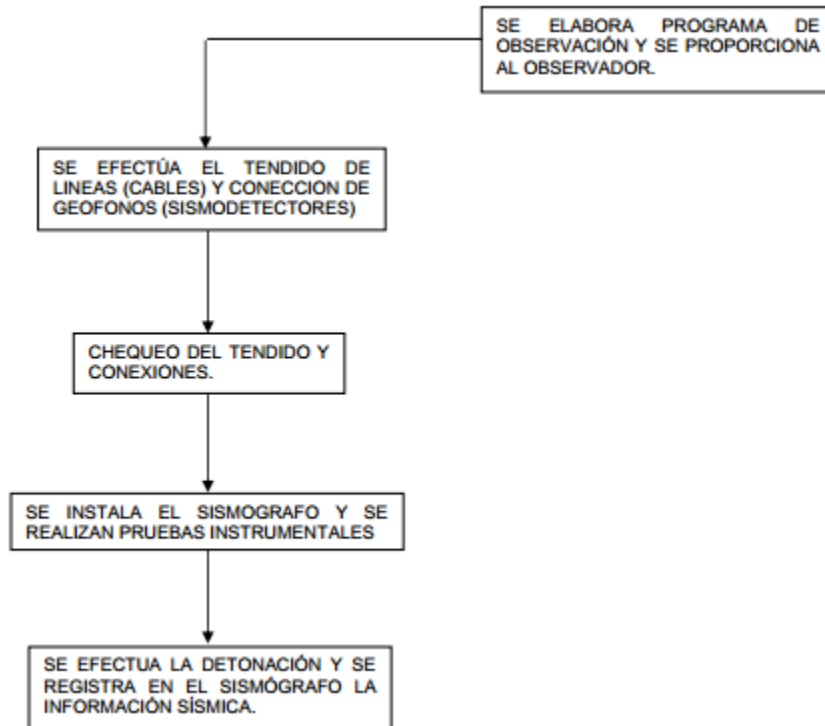 SE ELABORA PROGRAMA DE
OBSERVACIÓN Y SE PROPORCIONA
AL OBSERVADOR.
SE EFECTÚA EL TENDIDO DE
LINEAS (CABLES) Y CONECCION DE
GEOFONOS (SISMODETECTORES)
CHEQUEO DEL TENDIDO Y
CONEXIONES.
SE INSTALA EL SISMOGRAFO Y SE
REALIZAN PRUEBAS INSTRUMENTALES
SE EFECTUA LA DETONACIÓN Y SE
REGISTRA EN EL SISMÓGRAFO LA
INFORMACIÓN SÍSMICA.